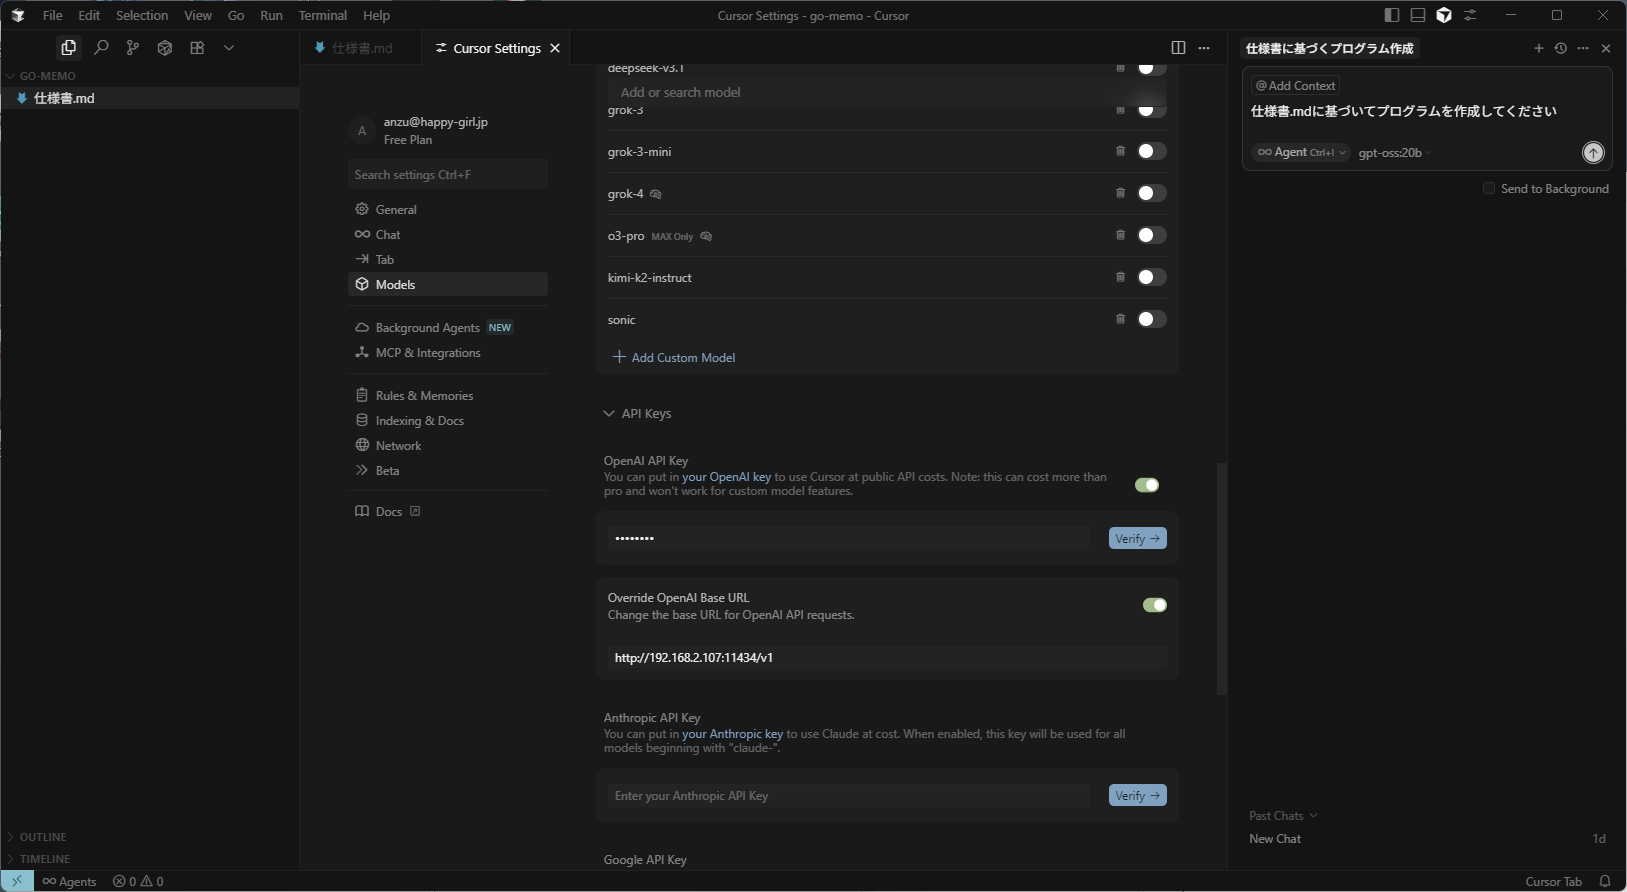 File Edit Selection View Go Run Terminal Help
Cursor Settings - go-memo - Cursor
GO-MEMO
仕様書.md
OUTLINE
TIMELINE
仕様書.md
Cursor Settings
anzu@happy-girl.jp
Free Plan
Search settings Ctrl+F
General
Chat
Tab
Models
Background Agents NEW
MCP & Integrations
Rules & Memories
Indexing & Docs
Network
Beta
Docs
deepseek-v3.1
Add or search model
grok-3
grok-3-mini
grok-4
o3-pro MAX Only
kimi-k2-instruct
sonic
Add Custom Model
API Keys
OpenAI API Key
You can put in your OpenAI key to use Cursor at public API costs. Note: this can cost more than
pro and won't work for custom model features.
••••••••
Verify →
Override OpenAI Base URL
Change the base URL for OpenAI API requests.
http://192.168.2.107:11434/v1
Anthropic API Key
You can put in your Anthropic key to use Claude at cost. When enabled, this key will be used for all
models beginning with "claude-".
Enter your Anthropic API Key
Verify →
Google API Key
仕様書に基づくプログラム作成
@ Add Context
仕様書.mdに基づいてプログラムを作成してください
Agent Ctrl+I
gpt-oss:20b
Send to Background
Past Chats
New Chat 1d
Agents 0 0
Cursor Tab